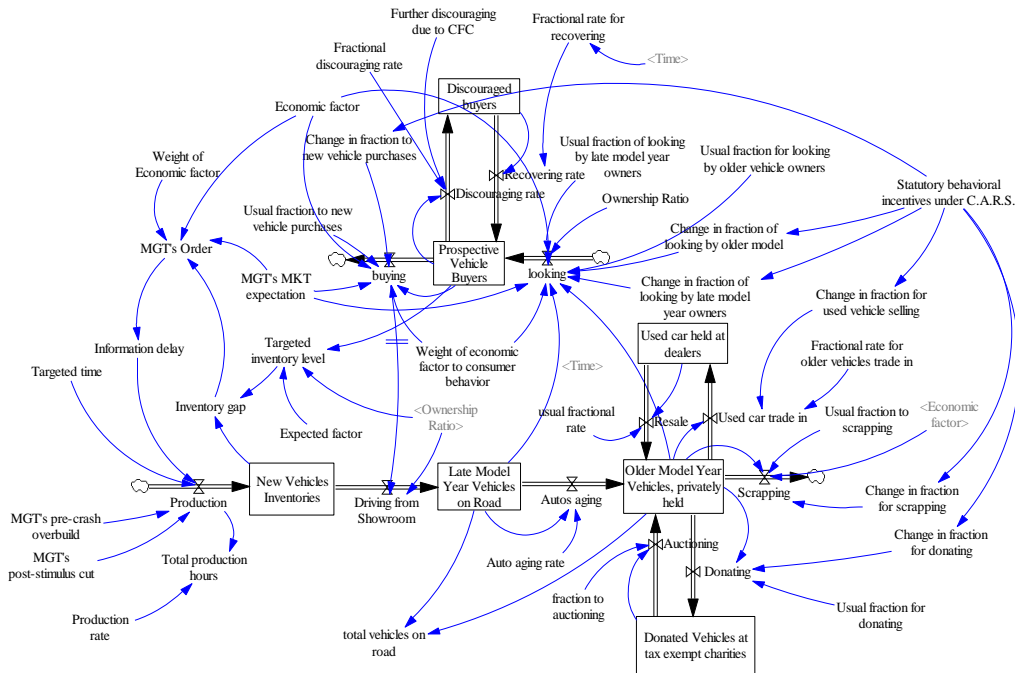 Further discouraging
due to CFC
Fractional rate for
recovering
Fractional
discouraging rate
<Time>
Discouraged
buyers
Economic factor
Change in fraction to
new vehicle purchases
Usual fraction of looking
by late model year
owners
Usual fraction for looking
by older vehicle owners
Weight of
Economic factor
Recovering rate
Discouraging rate
Statutory behavioral
incentives under C.A.R.S.
Ownership Ratio
Usual fraction to new
vehicle purchases
Change in fraction of
looking by older model
MGT's Order
Prospective
Vehicle
Buyers
buying
looking
MGT's MKT
expectation
Change in fraction of
looking by late model
year owners
Change in fraction for
used vehicle selling
Used car held at
dealers
Information delay
Targeted
inventory level
Weight of economic
factor to consumer
behavior
<Time>
Fractional rate for
older vehicles trade in
Targeted time
Inventory gap
<Ownership
Ratio>
usual fractional
rate
Resale
Used car trade in
Usual fraction to
scrapping
<Economic
factor>
Expected factor
New Vehicles
Inventories
Late Model
Year Vehicles
on Road
Older Model Year
Vehicles, privately
held
Production
Driving from
Showroom
Autos aging
Scrapping
Change in fraction
for scrapping
MGT's pre-crash
overbuild
MGT's
post-stimulus cut
Total production
hours
Auto aging rate
Auctioning
Donating
Change in fraction
for donating
fraction to
auctioning
Production
rate
total vehicles on
road
Usual fraction for
donating
Donated Vehicles at
tax exempt charities